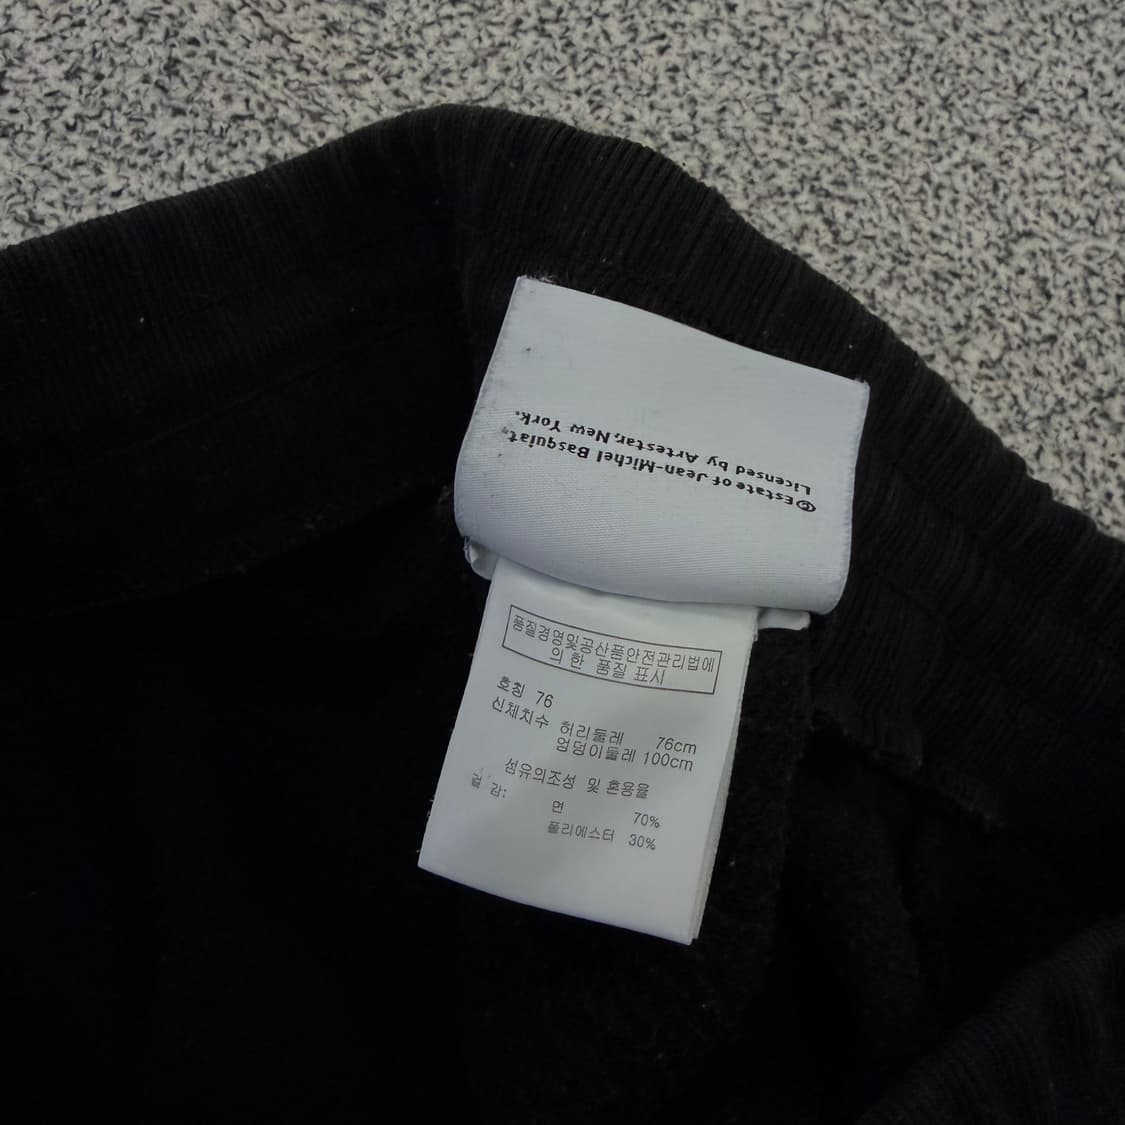 ©Estate of Jean-Michel Basquiat,
Licensed by Artestar, New York.
품질경영및공산품안전관리법에
의 한 품질 표시
호칭 76
신체치수 허리둘레 76cm
엉덩이둘레 100cm
섬유의조성 및 혼용율
겉 감:
면 70%
폴리에스터 30%